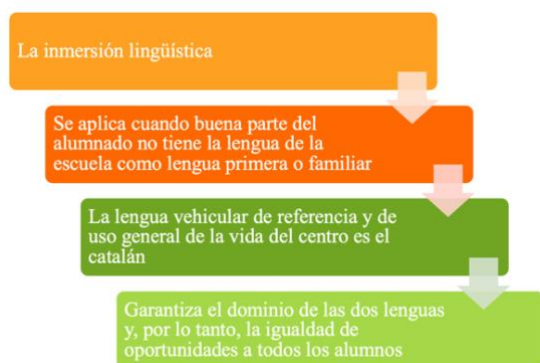 La inmersión lingüística
Se aplica cuando buena parte del
alumnado no tiene la lengua de la
escuela como lengua primera o familiar
La lengua vehicular de referencia y de
uso general de la vida del centro es el
catalán
Garantiza el dominio de las dos lenguas
y, por lo tanto, la igualdad de
oportunidades a todos los alumnos